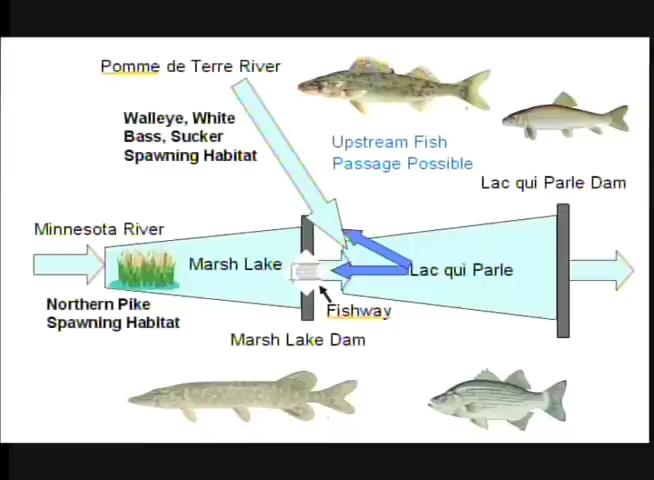 Pomme de Terre River
Walleye, White
Bass, Sucker
Spawning Habitat
Upstream Fish
Passage Possible
Lac qui Parle Dam
Minnesota River
Marsh Lake
Lac qui Parle
Northern Pike
Spawning Habitat
Fishway
Marsh Lake Dam